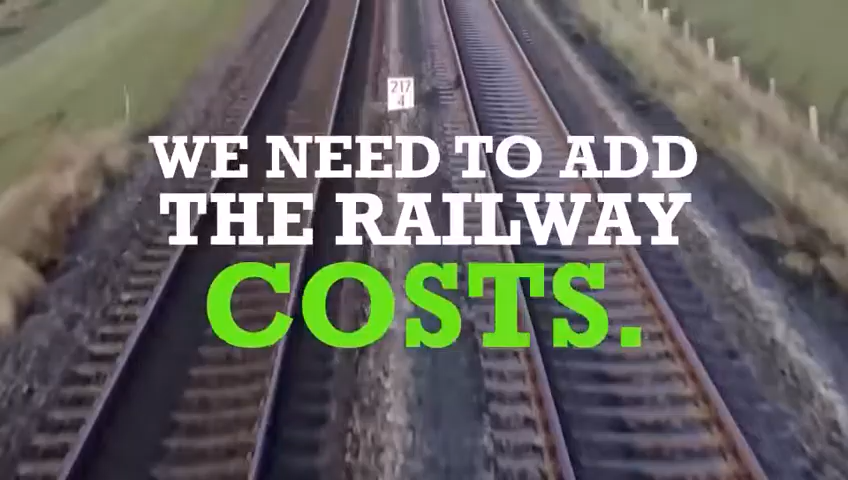 217
4
WE NEED TO ADD
THE RAILWAY
COSTS.